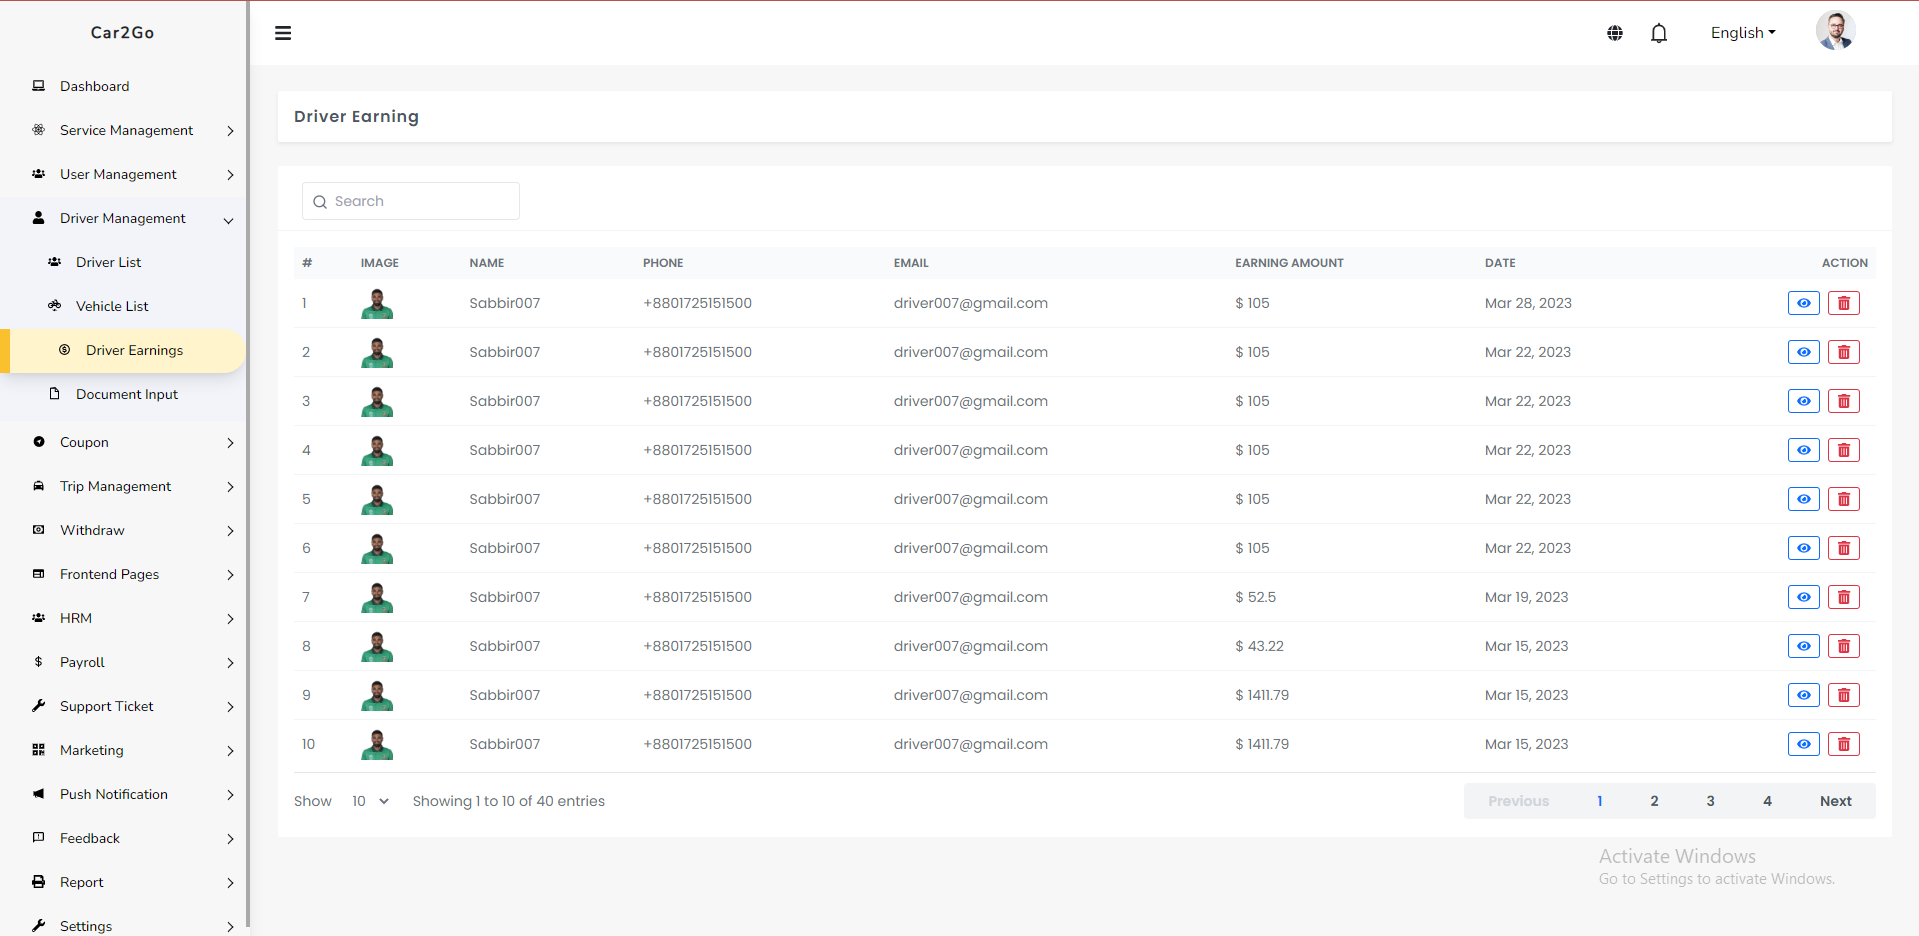 Car2Go
English
Dashboard
Service Management
User Management
Driver Management
Driver List
Vehicle List
Driver Earnings
Document Input
Coupon
Trip Management
Withdraw
Frontend Pages
HRM
Payroll
Support Ticket
Marketing
Push Notification
Feedback
Report
Settings
Driver Earning
Search
# IMAGE NAME PHONE EMAIL EARNING AMOUNT DATE ACTION
1 Sabbir007 +8801725151500 driver007@gmail.com $ 105 Mar 28, 2023
2 Sabbir007 +8801725151500 driver007@gmail.com $ 105 Mar 22, 2023
3 Sabbir007 +8801725151500 driver007@gmail.com $ 105 Mar 22, 2023
4 Sabbir007 +8801725151500 driver007@gmail.com $ 105 Mar 22, 2023
5 Sabbir007 +8801725151500 driver007@gmail.com $ 105 Mar 22, 2023
6 Sabbir007 +8801725151500 driver007@gmail.com $ 105 Mar 22, 2023
7 Sabbir007 +8801725151500 driver007@gmail.com $ 52.5 Mar 19, 2023
8 Sabbir007 +8801725151500 driver007@gmail.com $ 43.22 Mar 15, 2023
9 Sabbir007 +8801725151500 driver007@gmail.com $ 1411.79 Mar 15, 2023
10 Sabbir007 +8801725151500 driver007@gmail.com $ 1411.79 Mar 15, 2023
Show 10 Showing 1 to 10 of 40 entries Previous 1 2 3 4 Next
Activate Windows
Go to Settings to activate Windows.